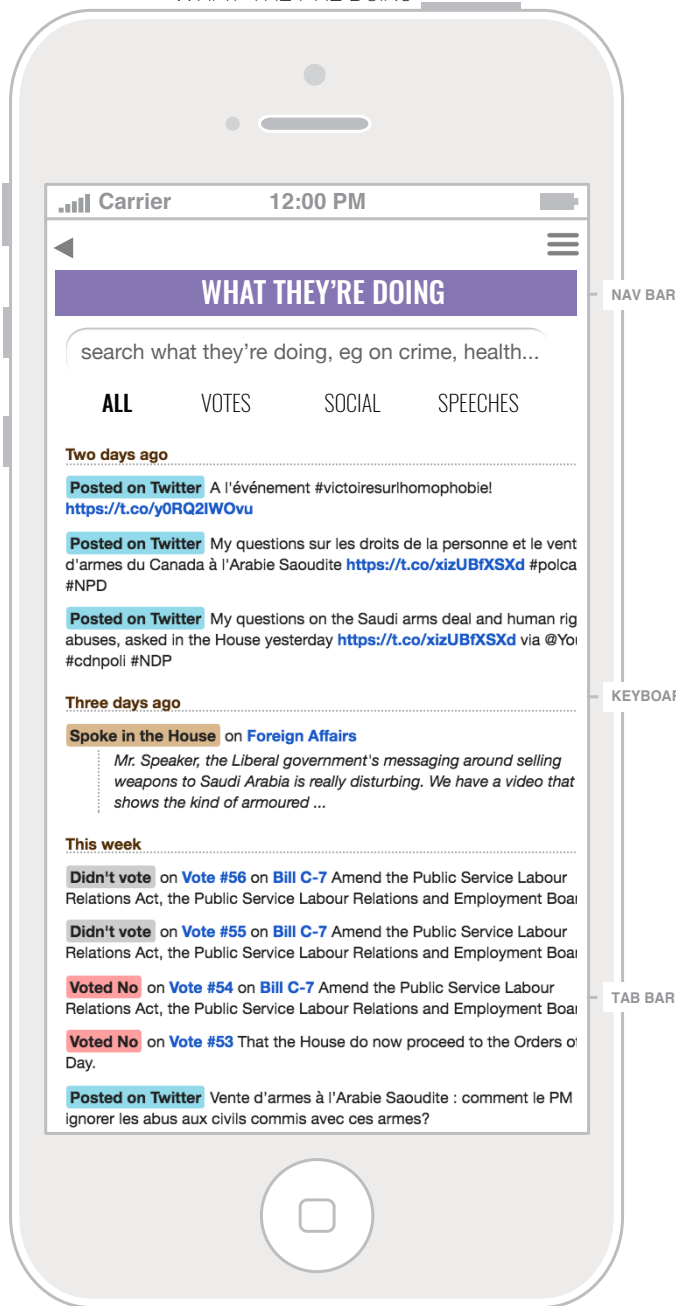 Carrier 12:00 PM
WHAT THEY'RE DOING
NAV BAR
search what they're doing, eg on crime, health...
ALL VOTES SOCIAL SPEECHES
Two days ago
Posted on Twitter A l'événement #victoiresurlhomophobie!
https://t.co/y0RQ2IWOvu
Posted on Twitter My questions sur les droits de la personne et le vent
d'armes du Canada à l'Arabie Saoudite https://t.co/xizUBfXSXd #polca
#NPD
Posted on Twitter My questions on the Saudi arms deal and human rig
abuses, asked in the House yesterday https://t.co/xizUBfXSXd via @You
#cdnpoli #NDP
KEYBOAR
Three days ago
Spoke in the House on Foreign Affairs
Mr. Speaker, the Liberal government's messaging around selling
weapons to Saudi Arabia is really disturbing. We have a video that
shows the kind of armoured ...
This week
Didn't vote on Vote #56 on Bill C-7 Amend the Public Service Labour
Relations Act, the Public Service Labour Relations and Employment Boar
Didn't vote on Vote #55 on Bill C-7 Amend the Public Service Labour
Relations Act, the Public Service Labour Relations and Employment Boar
Voted No on Vote #54 on Bill C-7 Amend the Public Service Labour
Relations Act, the Public Service Labour Relations and Employment Boar
TAB BAR
Voted No on Vote #53 That the House do now proceed to the Orders of
Day.
Posted on Twitter Vente d'armes à l'Arabie Saoudite : comment le PM
ignorer les abus aux civils commis avec ces armes?